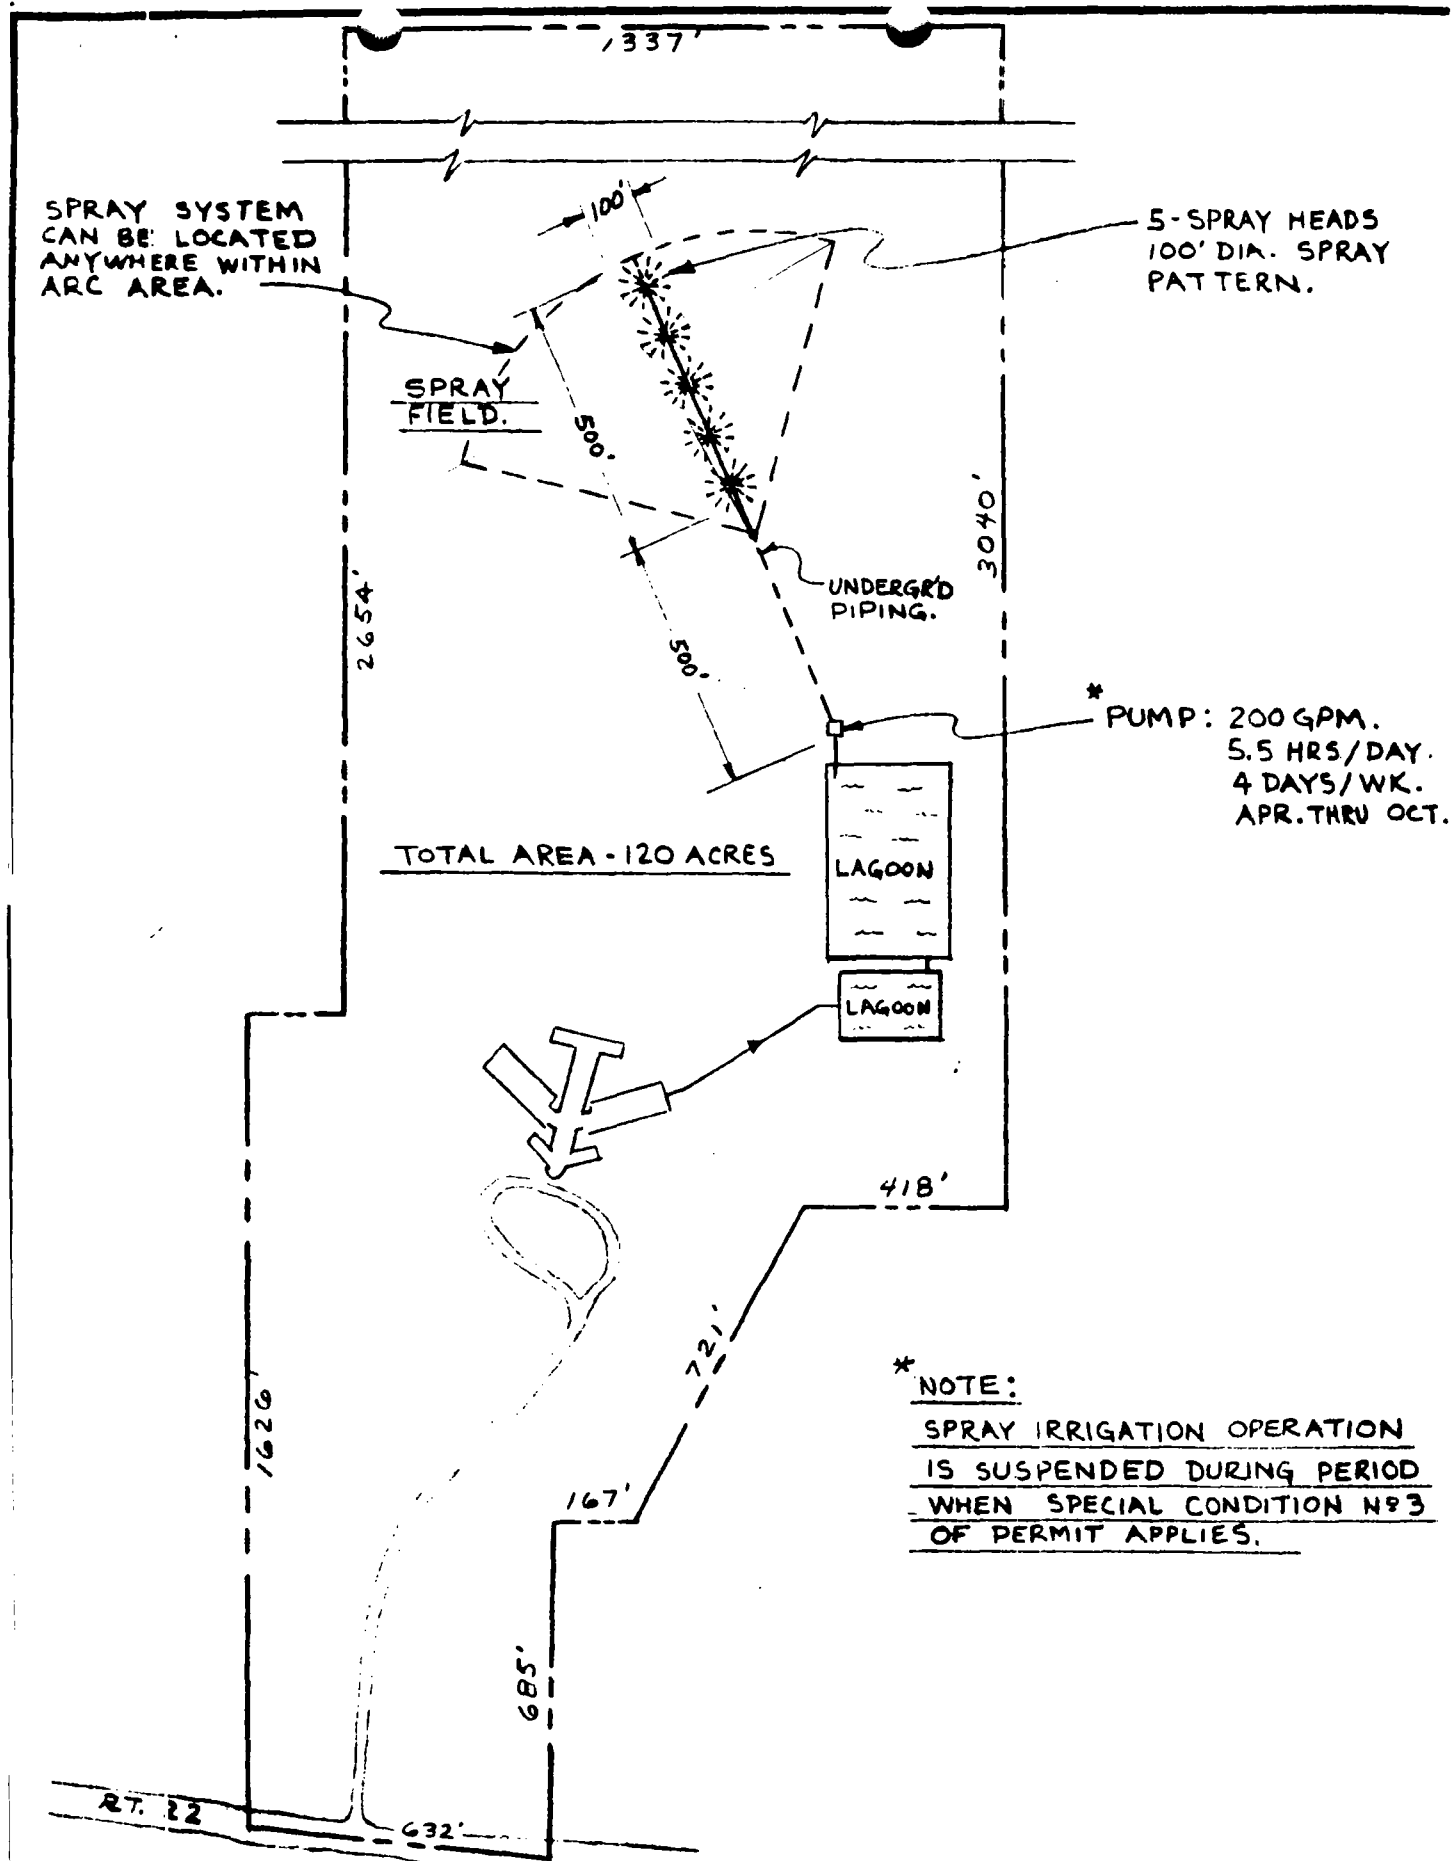 1337'
100'
SPRAY SYSTEM
CAN BE LOCATED
ANYWHERE WITHIN
ARC AREA.
5-SPRAY HEADS
100' DIA. SPRAY
PATTERN.
SPRAY
FIELD.
500'
3040'
2654'
UNDERGR'D
PIPING.
500'
* PUMP: 200 GPM.
5.5 HRS/DAY.
4 DAYS/WK.
APR. THRU OCT.
TOTAL AREA - 120 ACRES
LAGOON
LAGOON
418'
721'
1626'
* NOTE:
SPRAY IRRIGATION OPERATION
IS SUSPENDED DURING PERIOD
WHEN SPECIAL CONDITION Nº 3
OF PERMIT APPLIES.
167'
685'
RT. 22
632'